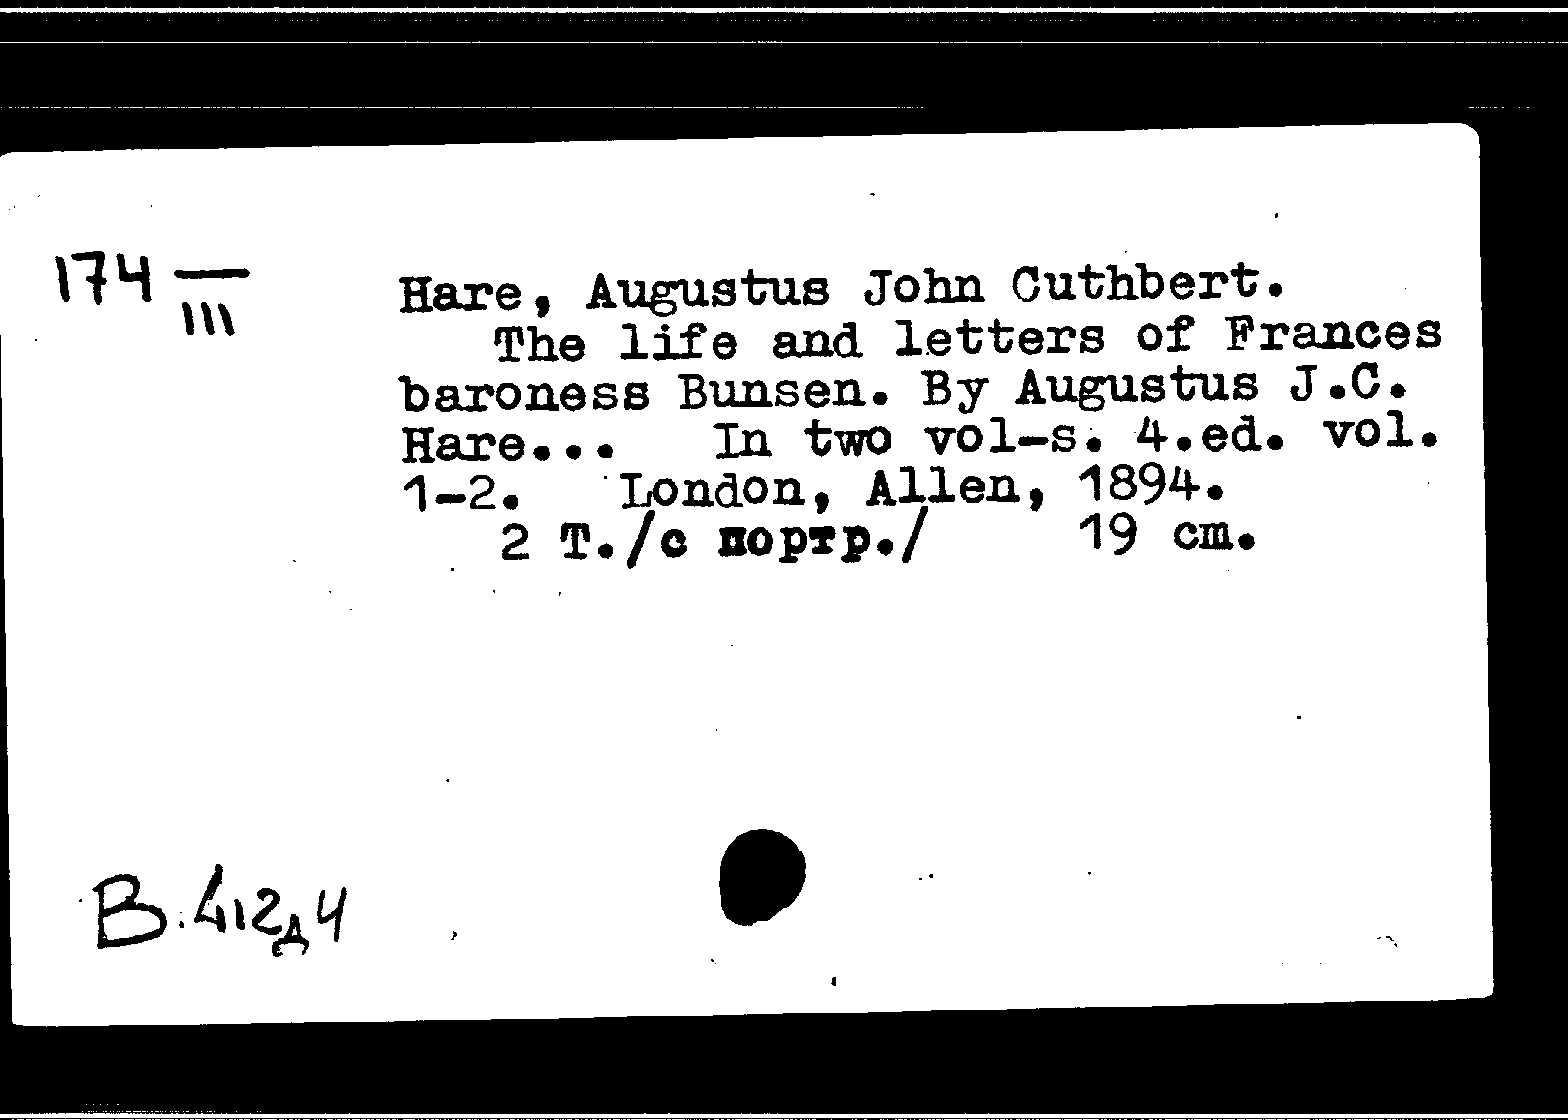 174 —
III
Hare, Augustus John Cuthbert.
The life and letters of Frances
baroness Bunsen. By Augustus J.C.
Hare... In two vol-s. 4.ed. vol.
1-2. London, Allen, 1894.
2 т./с портр./ 19 cm.
В.412д4